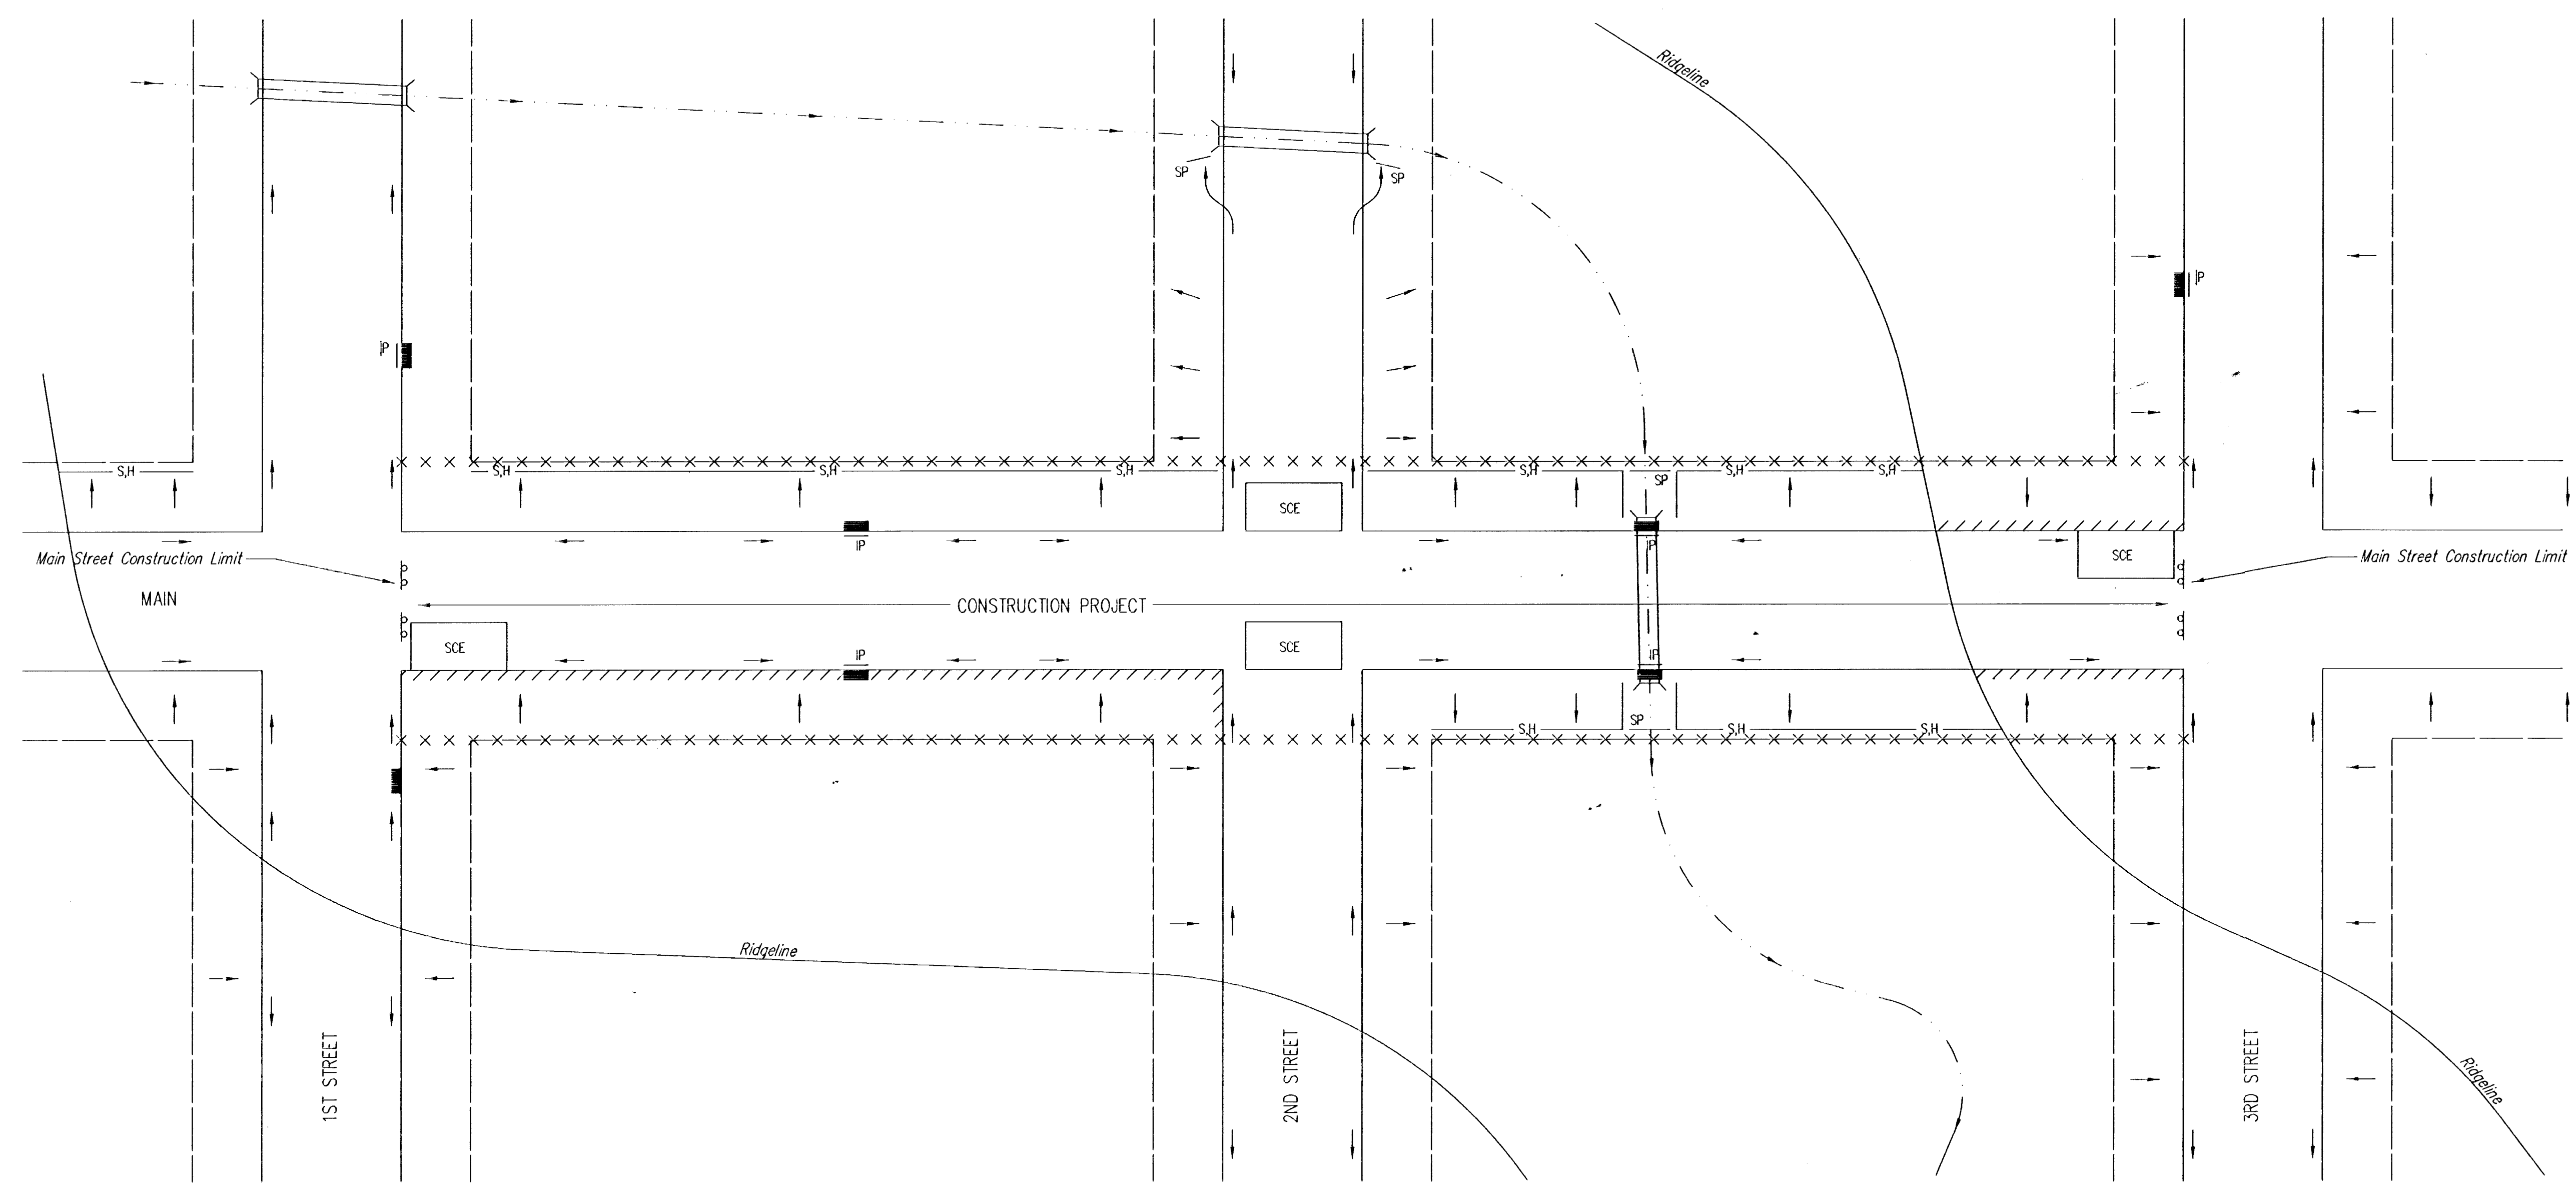 Ridgeline
SP
SP
IP
IP
S,H
S,H
S,H
S,H
S,H
S,H
S,H
SP
SCE
IP
IP
SCE
Main Street Construction Limit
Main Street Construction Limit
MAIN
CONSTRUCTION PROJECT
SCE
SCE
IP
IP
SP
S,H
S,H
S,H
Ridgeline
1ST STREET
2ND STREET
3RD STREET
Ridgeline